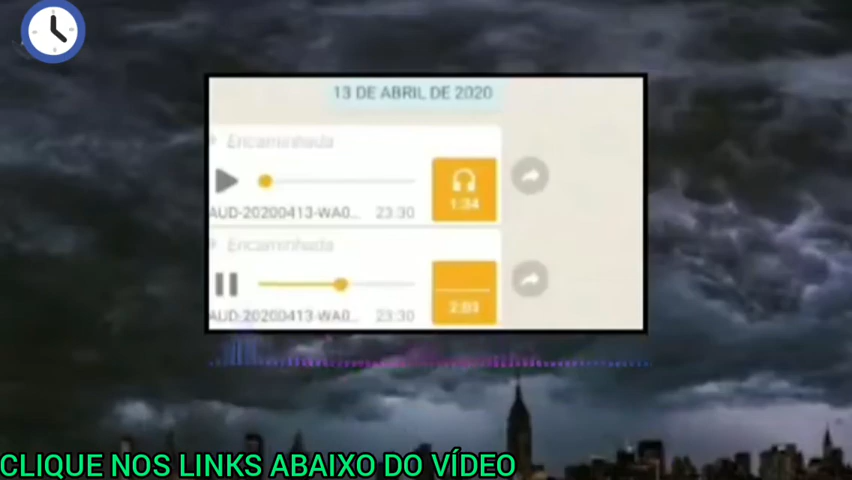 13 DE ABRIL DE 2020
Encaminhada
1:34
AUD-20200413-WA0... 23:30
Encaminhada
2:03
AUD-20200413-WA0... 23:30
CLIQUE NOS LINKS ABAIXO DO VÍDEO